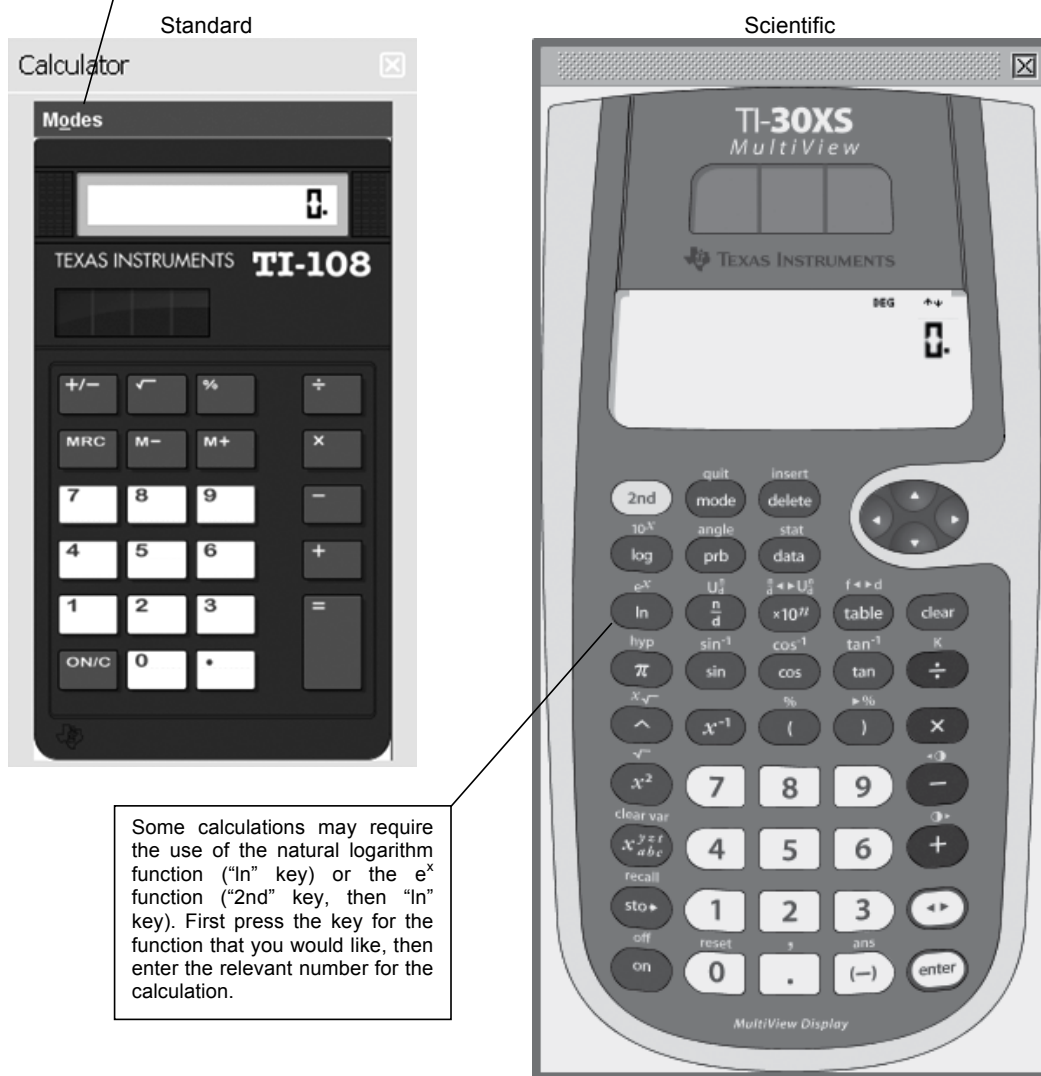 Standard
Calculator
Modes
0.
TEXAS INSTRUMENTS TI-108
+/− √ % ÷
MRC M− M+ ×
7 8 9 −
4 5 6 +
1 2 3 =
ON/C 0 •
Some calculations may require
the use of the natural logarithm
function (“ln” key) or the eˣ
function (“2nd” key, then “ln”
key). First press the key for the
function that you would like, then
enter the relevant number for the
calculation.
Scientific
TI-30XS
MultiView
TEXAS INSTRUMENTS
DEG
0.
quit insert
2nd mode delete
10ˣ angle stat
log prb data
eˣ U n/d n/d ◂▸ U n/d f◂▸d
ln n/d ×10ⁿ table clear
hyp sin⁻¹ cos⁻¹ tan⁻¹ K
π sin cos tan ÷
ˣ√ % ▸%
^ x⁻¹ ( ) ×
√
x² 7 8 9 −
clear var
x yzt abc 4 5 6 +
recall
sto▸ 1 2 3 ◂▸
off reset , ans
on 0 . (−) enter
MultiView Display